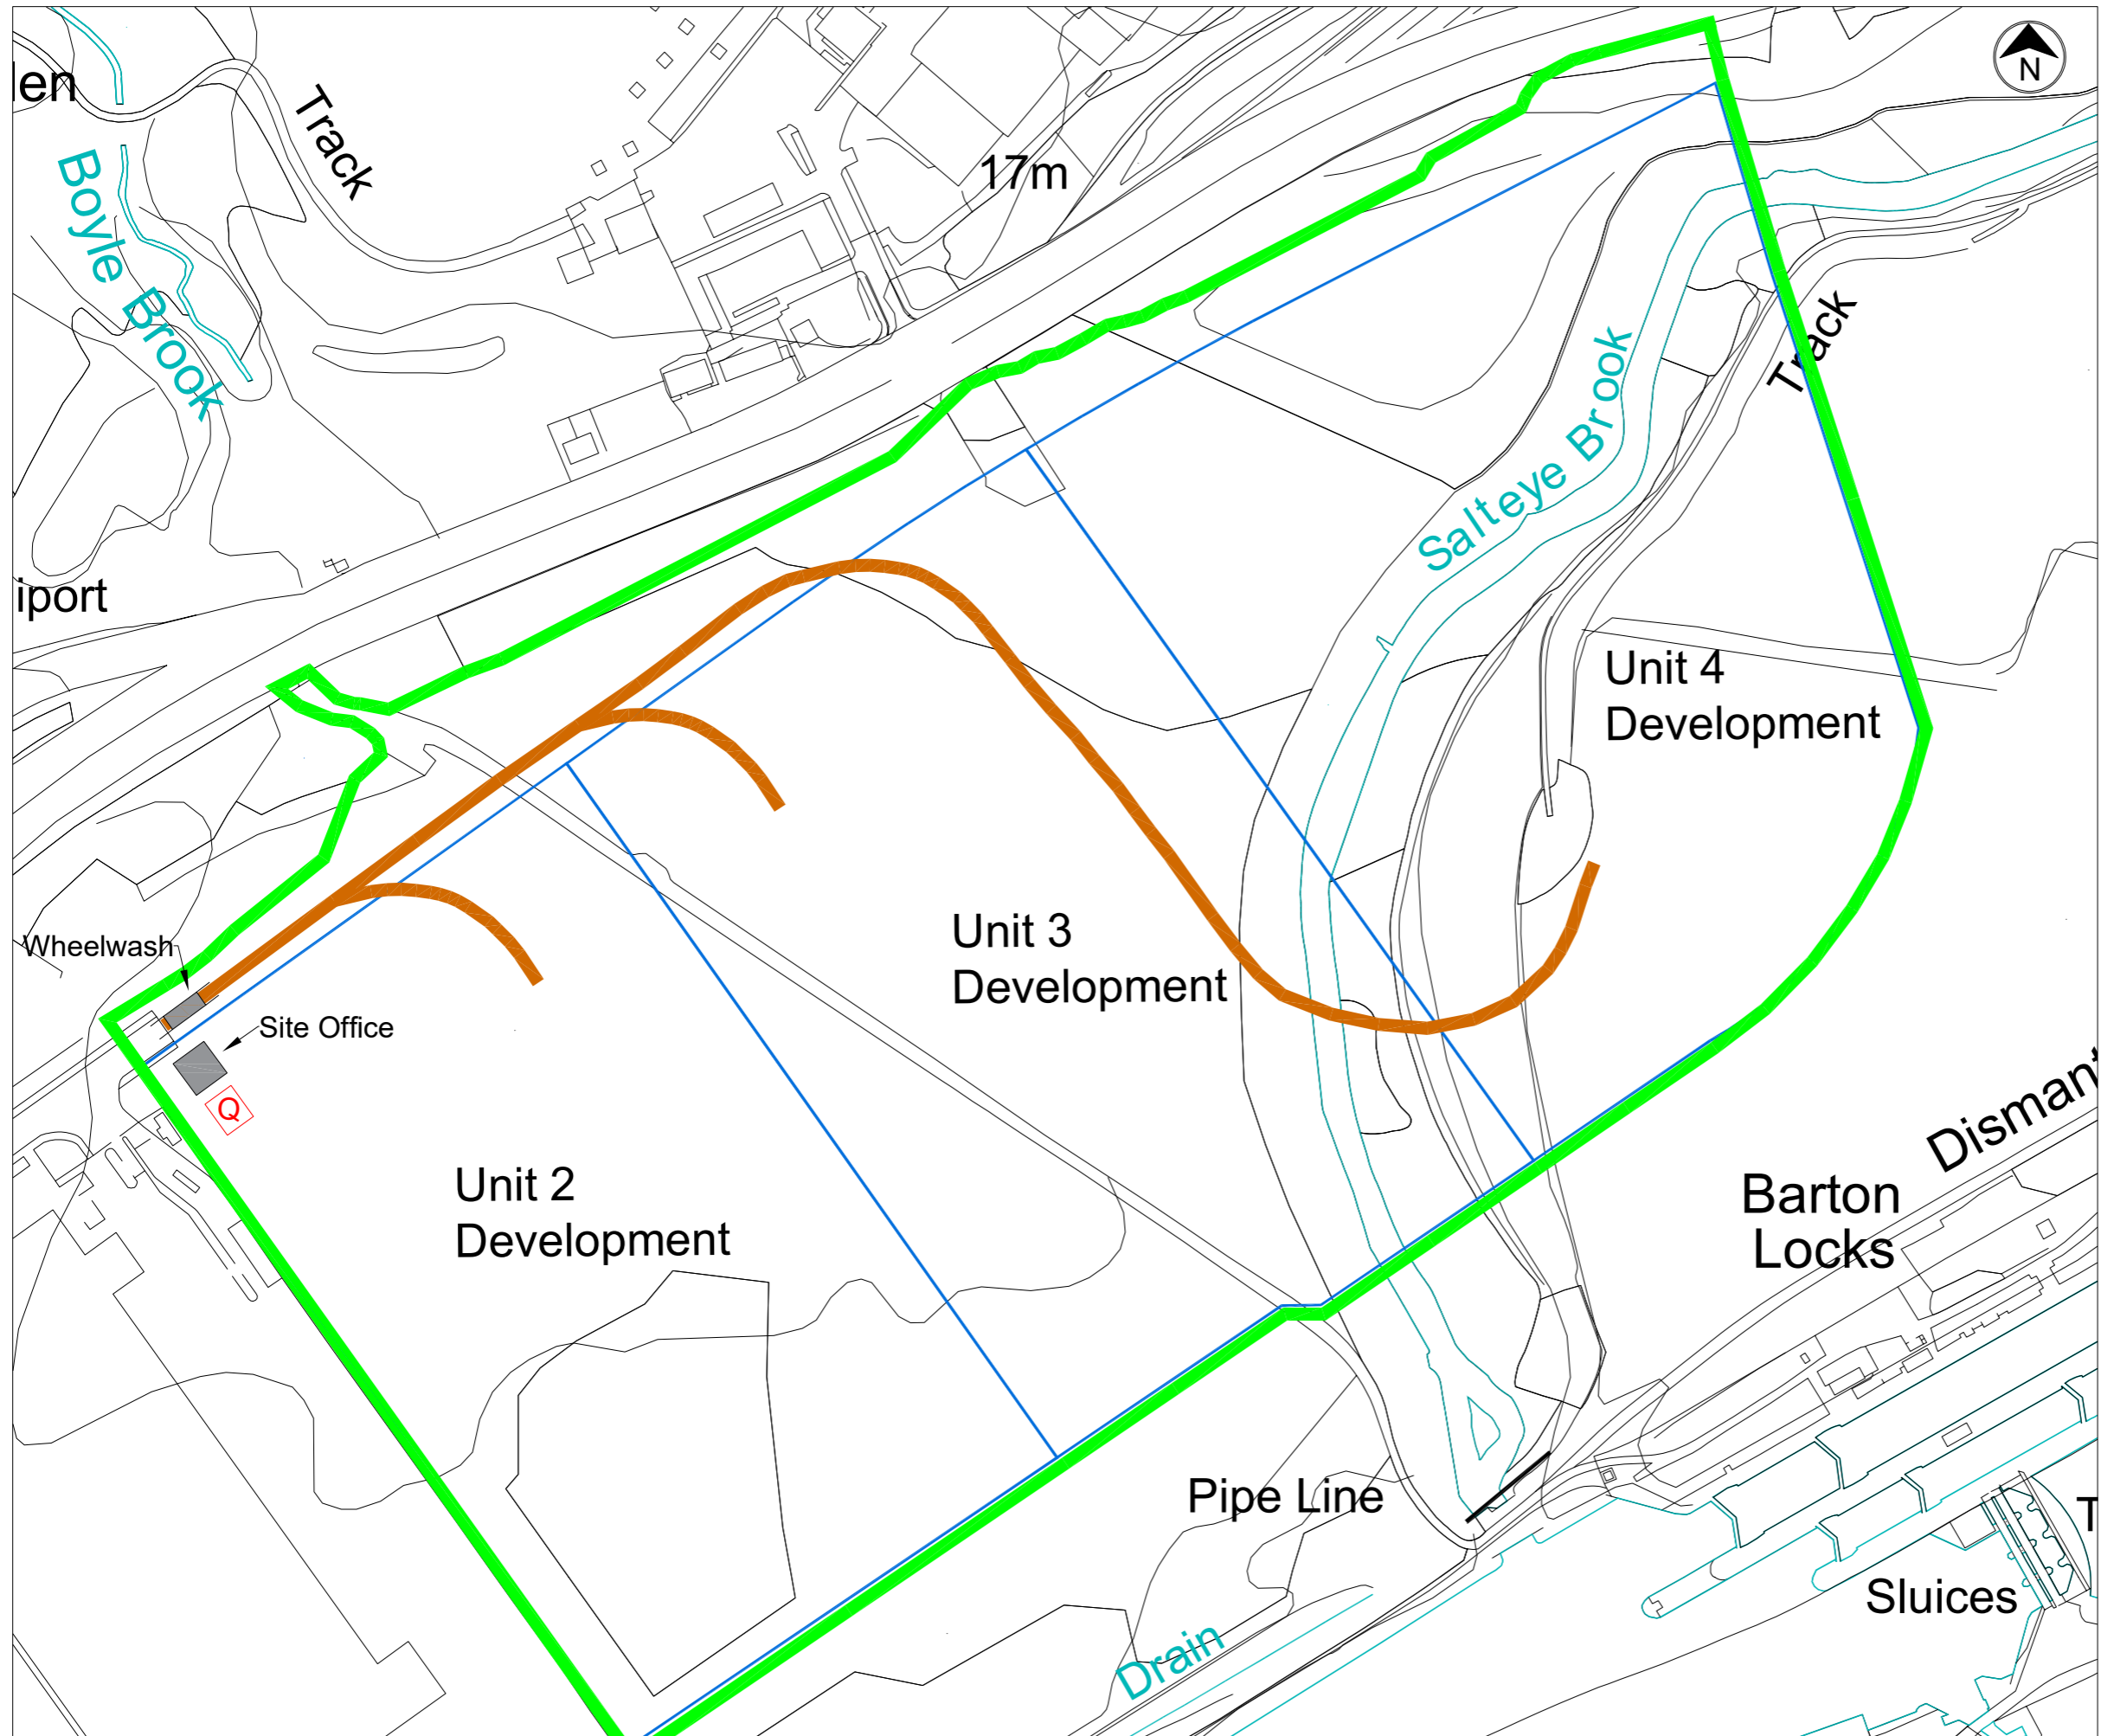 len
Track
N
17m
Boyle Brook
Track
Salteye Brook
iport
Unit 4
Development
Unit 3
Development
Wheelwash
Site Office
Q
Unit 2
Development
Dismant
Barton
Locks
Pipe Line
T
Sluices
Drain